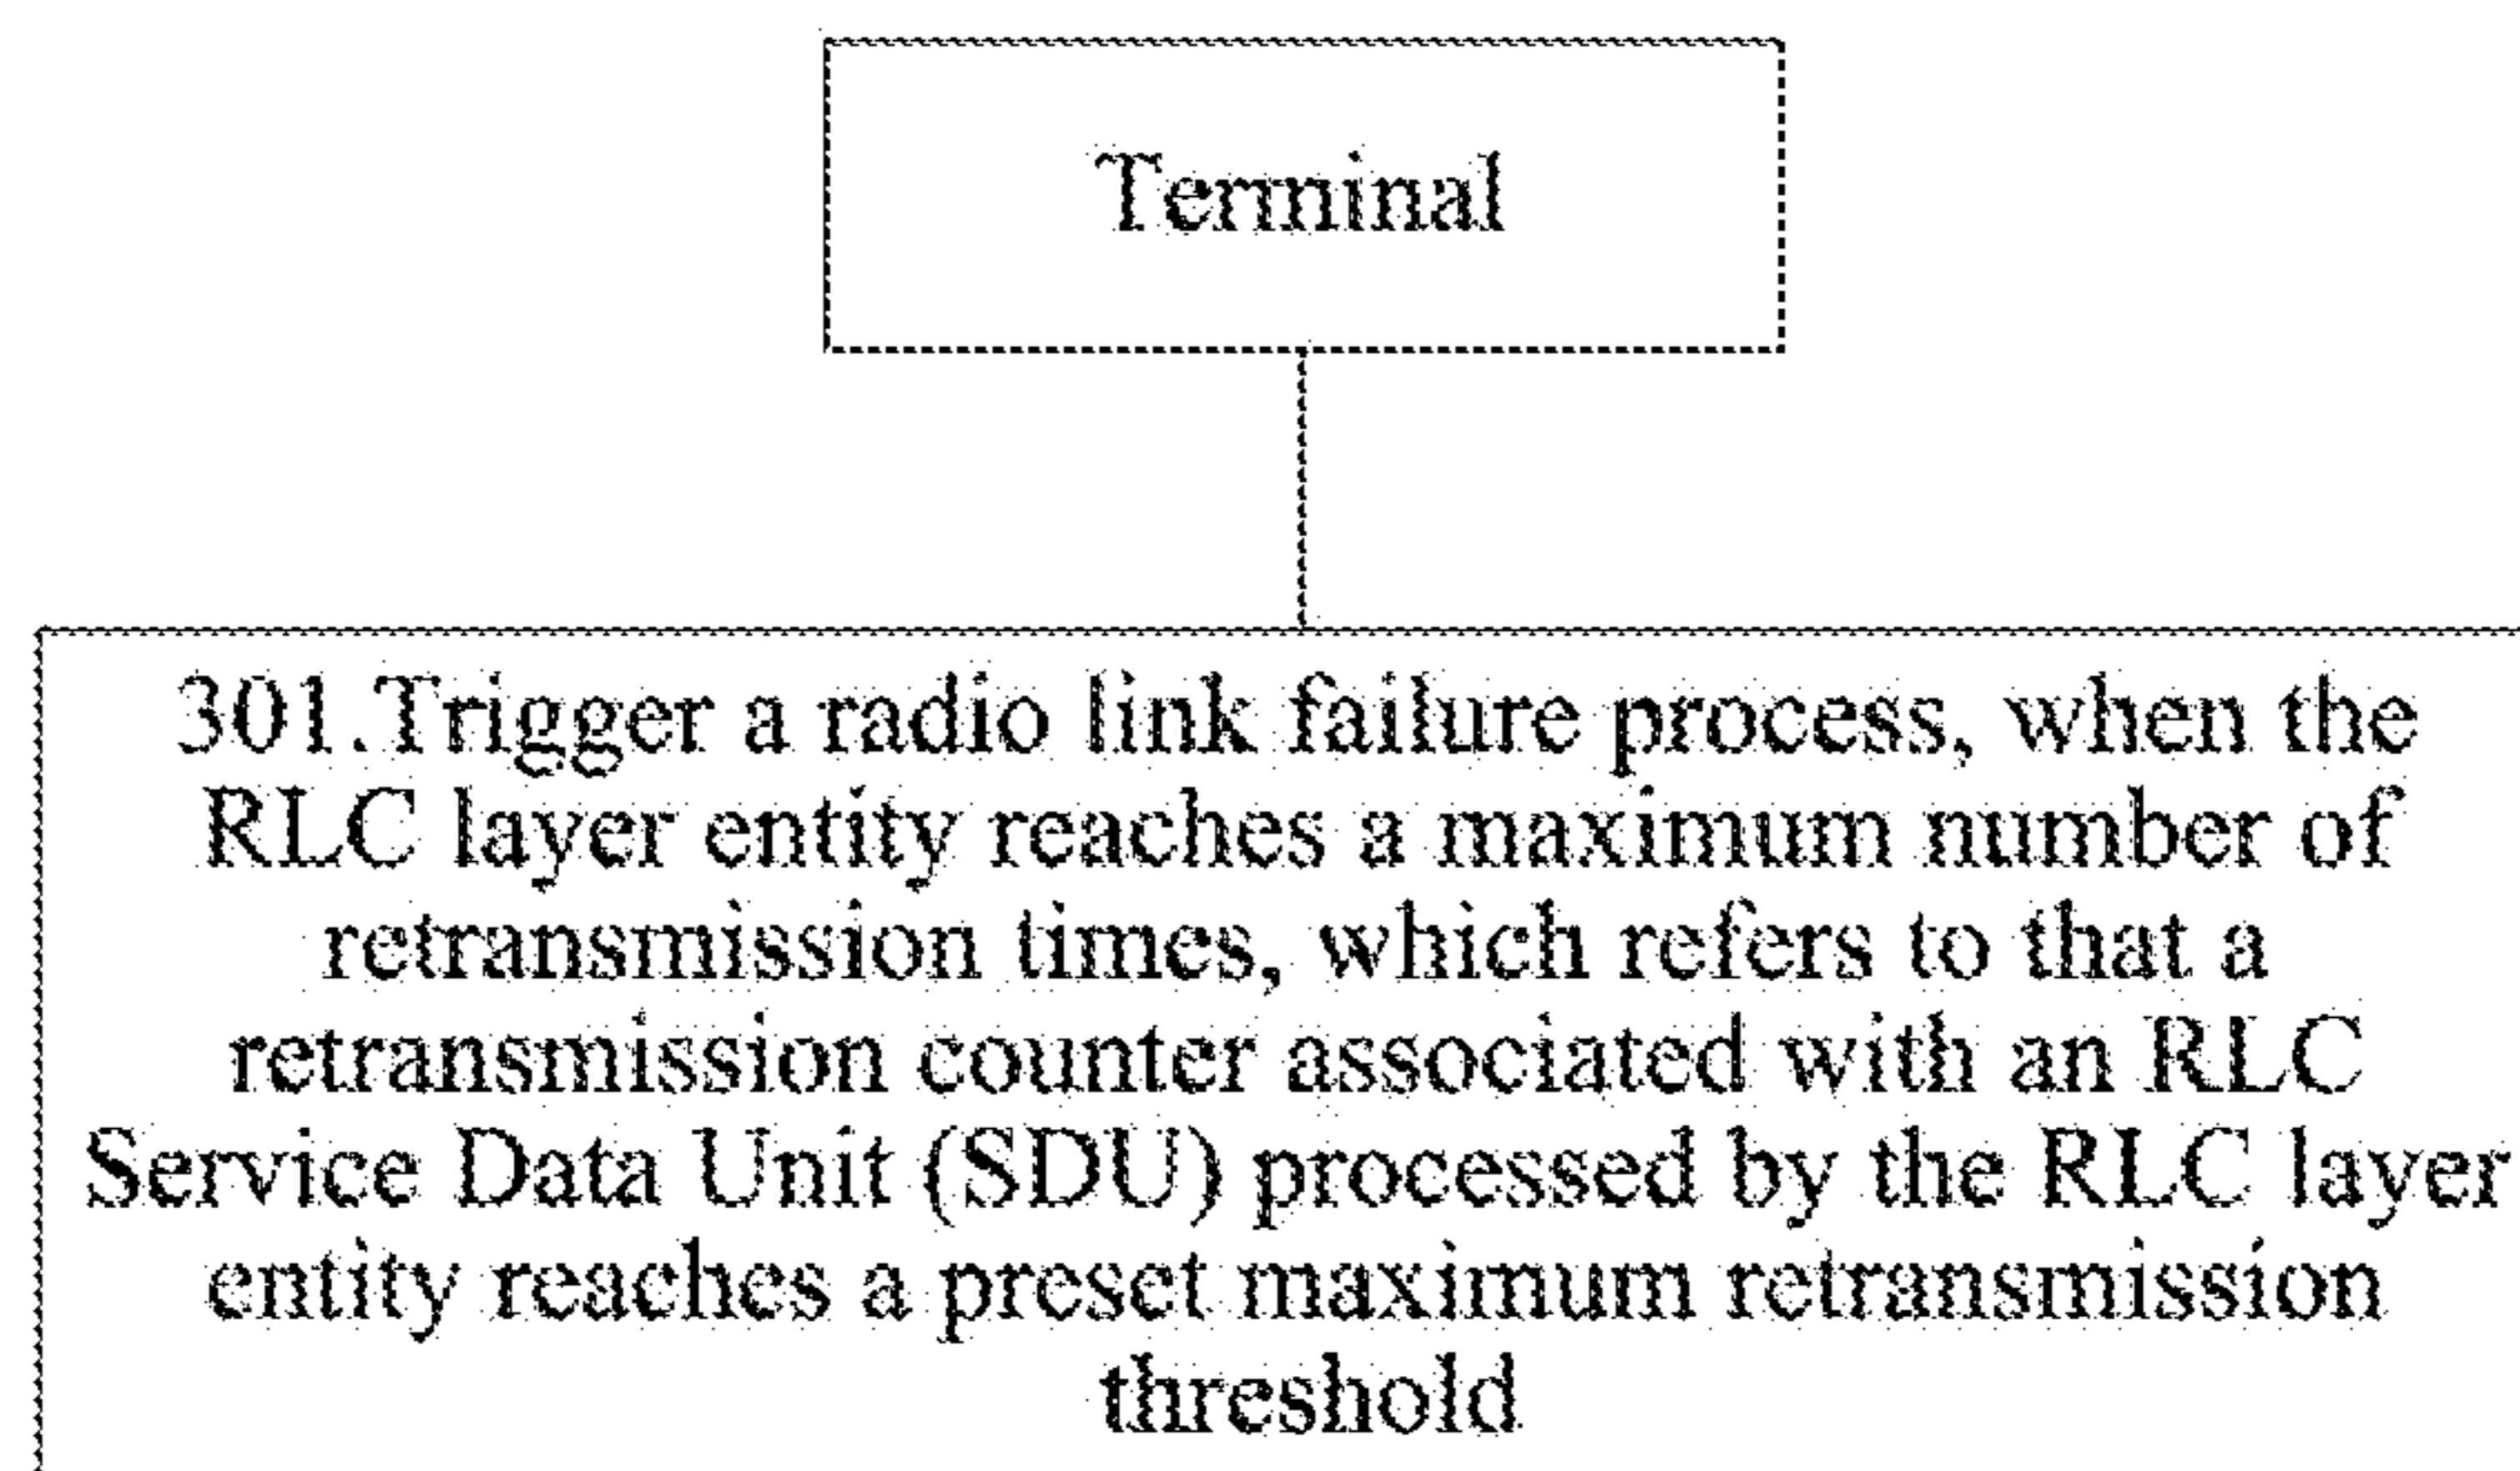 Terminal
301.Trigger a radio link failure process, when the
RLC layer entity reaches a maximum number of
retransmission times, which refers to that a
retransmission counter associated with an RLC
Service Data Unit (SDU) processed by the RLC layer
entity reaches a preset maximum retransmission
threshold